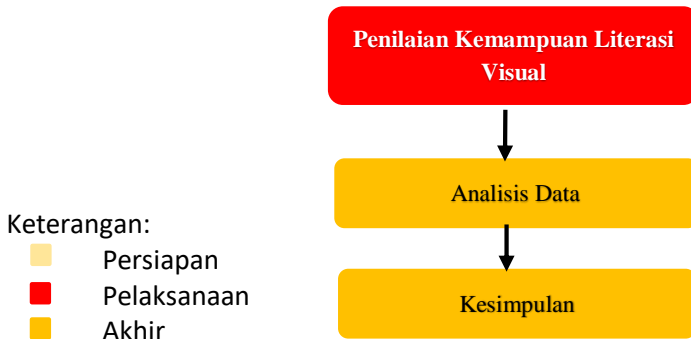 Penilaian Kemampuan Literasi
Visual
Analisis Data
Kesimpulan
Keterangan:
Persiapan
Pelaksanaan
Akhir